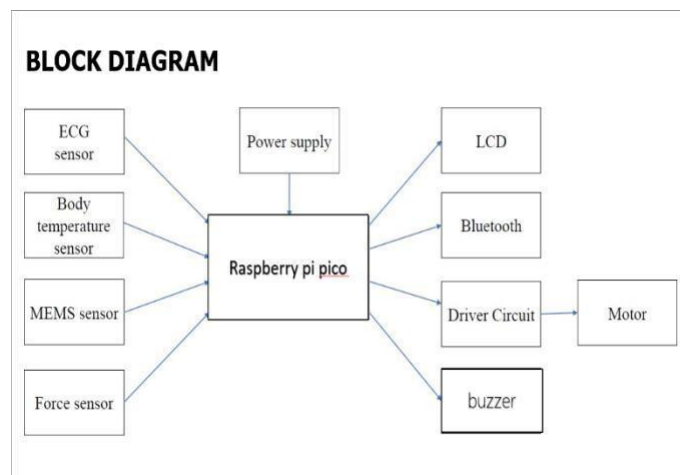 BLOCK DIAGRAM
ECG
sensor
Power supply
LCD
Body
temperature
sensor
Bluetooth
Raspberry pi pico
MEMS sensor
Driver Circuit
Motor
Force sensor
buzzer